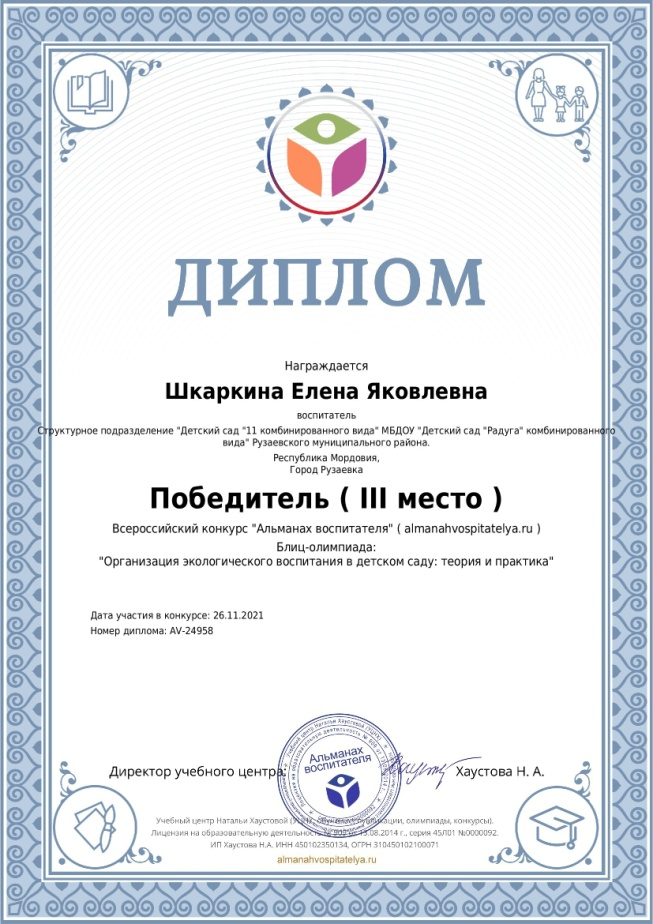 ДИПЛОМ
Награждается
Шкаркина Елена Яковлевна
воспитатель
Структурное подразделение "Детский сад "11 комбинированного вида" МБДОУ "Детский сад "Радуга" комбинированного
вида" Рузаевского муниципального района.
Республика Мордовия,
Город Рузаевка
Победитель ( III место )
Всероссийский конкурс "Альманах воспитателя" ( almanahvospitatelya.ru )
Блиц-олимпиада:
"Организация экологического воспитания в детском саду: теория и практика"
Дата участия в конкурсе: 26.11.2021
Номер диплома: AV-24958
Альманах
воспитателя
Директор учебного центра: Хаустова Н. А.
Учебный центр Натальи Хаустовой публикации, олимпиады, конкурсы).
Лицензия на образовательную деятельность 13.08.2014 г., серия 45Л01 №0000092.
ИП Хаустова Н.А. ИНН 450102350134, ОГРН 310450102100071
almanahvospitatelya.ru